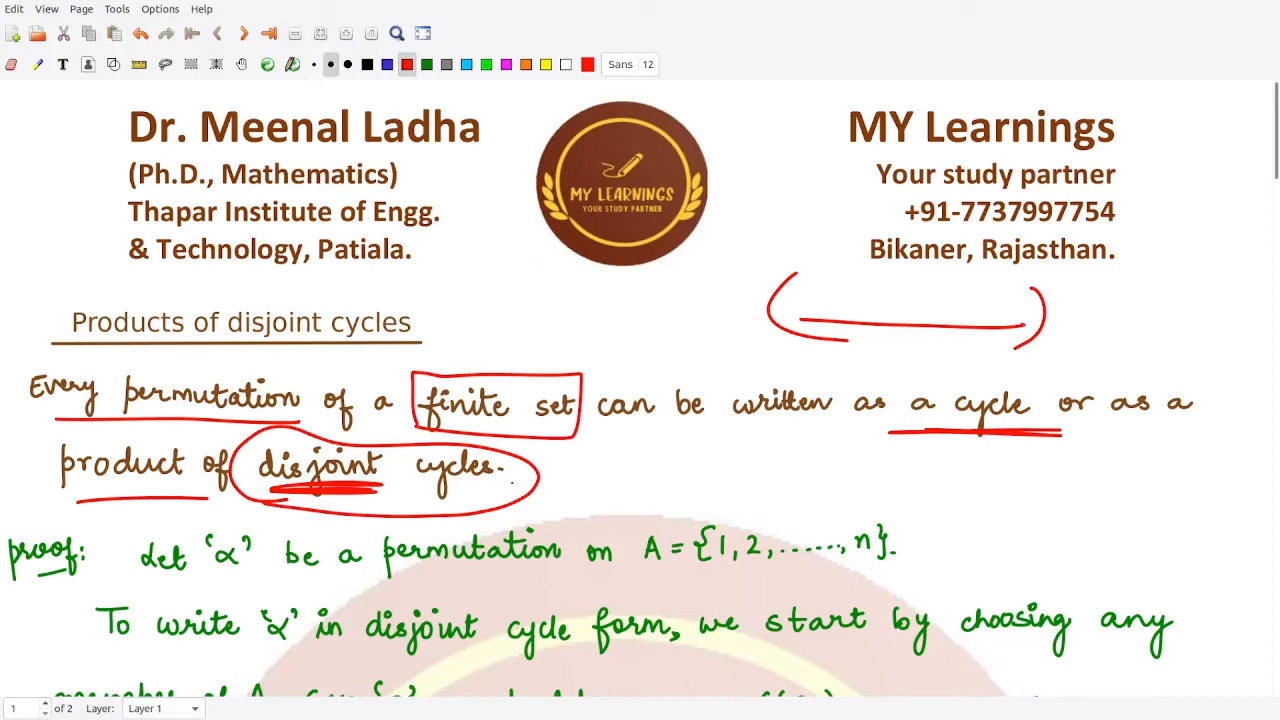 Edit View Page Tools Options Help
Sans 12
Dr. Meenal Ladha
(Ph.D., Mathematics)
Thapar Institute of Engg.
& Technology, Patiala.
MY LEARNINGS
YOUR STUDY PARTNER
MY Learnings
Your study partner
+91-7737997754
Bikaner, Rajasthan.
Products of disjoint cycles
Every permutation of a finite set can be written as a cycle or as a
product of disjoint cycles.
proof: Let 'α' be a permutation on A = {1, 2, ......, n}.
To write 'α' in disjoint cycle form, we start by choosing any
1 of 2 Layer: Layer 1